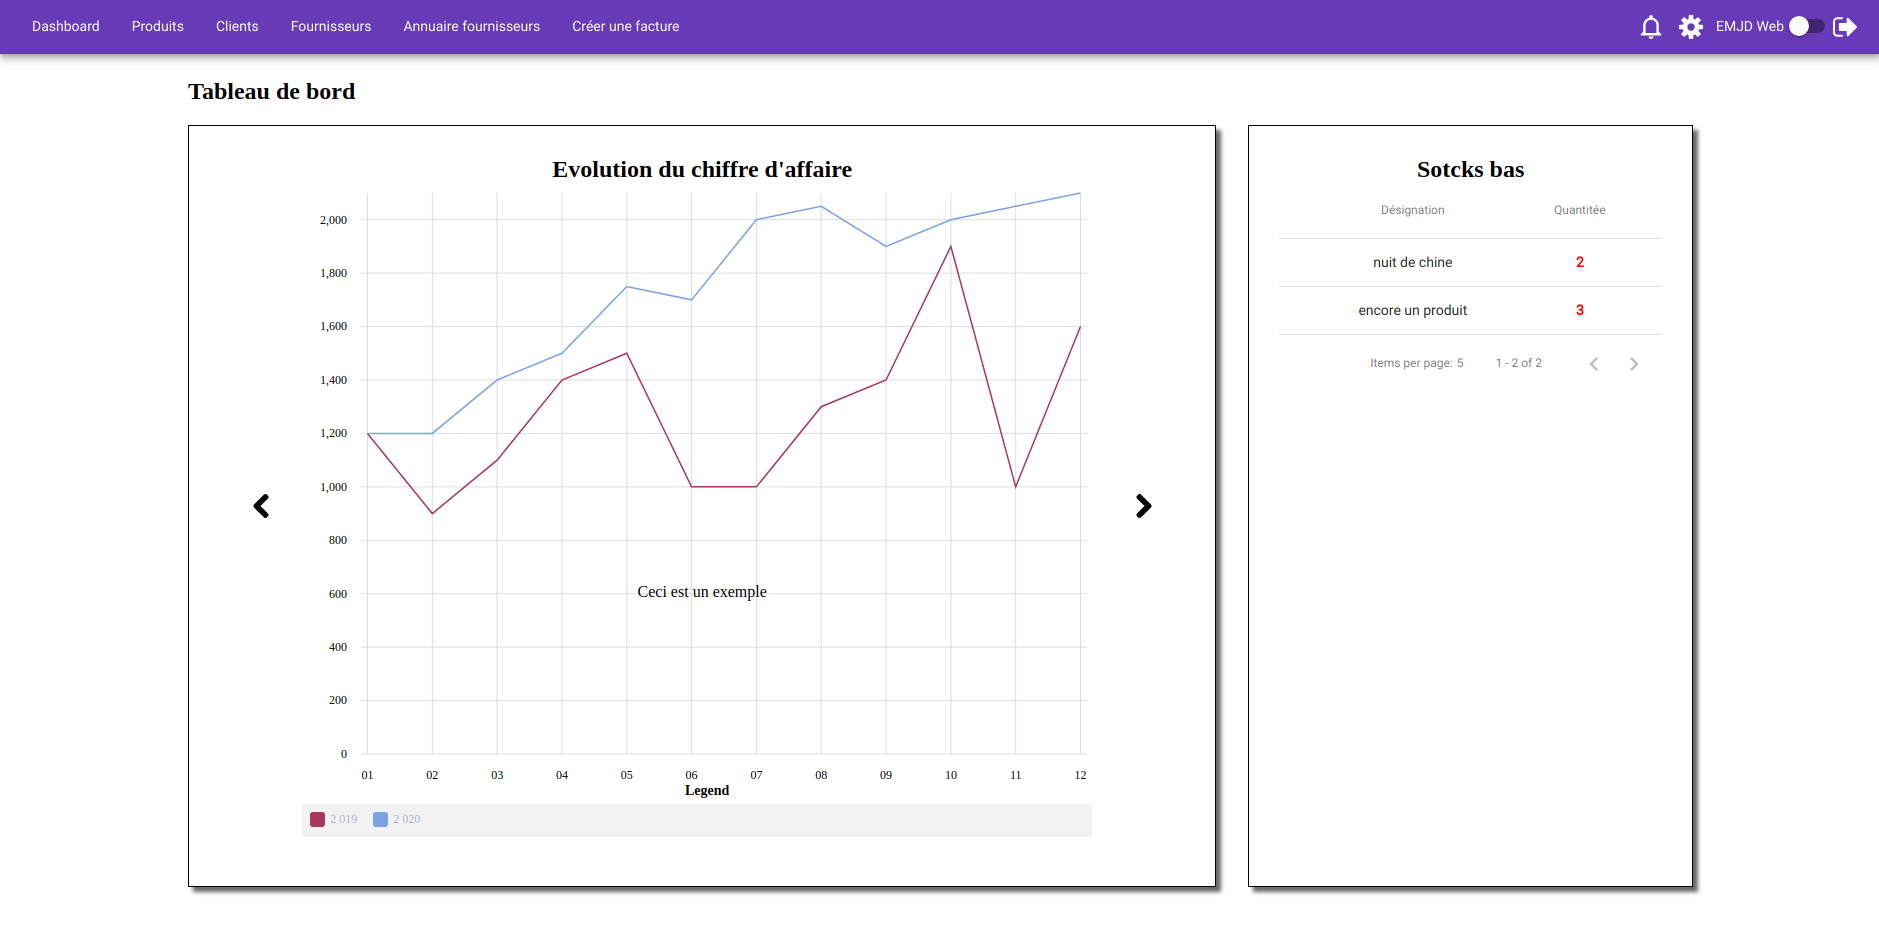 Dashboard Produits Clients Fournisseurs Annuaire fournisseurs Créer une facture EMJD Web
Tableau de bord
Evolution du chiffre d'affaire
2,000
1,800
1,600
1,400
1,200
1,000
800
600
400
200
0
Ceci est un exemple
01 02 03 04 05 06 07 08 09 10 11 12
Legend
2 019 2 020
Sotcks bas
Désignation Quantitée
nuit de chine 2
encore un produit 3
Items per page: 5 1 - 2 of 2